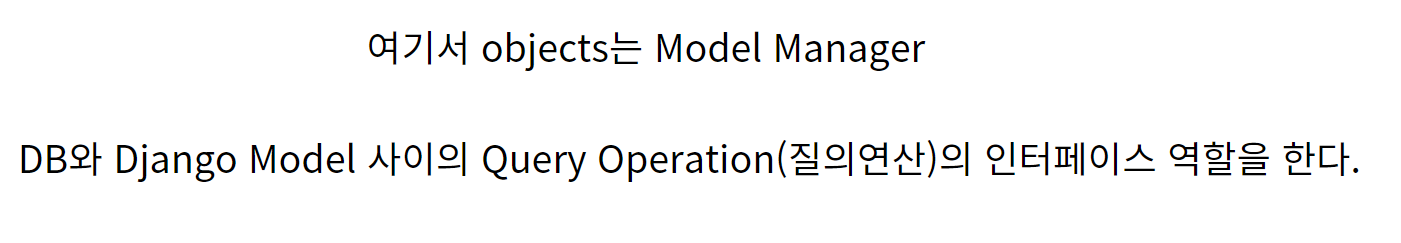 여기서 objects는 Model Manager
DB와 Django Model 사이의 Query Operation(질의연산)의 인터페이스 역할을 한다.